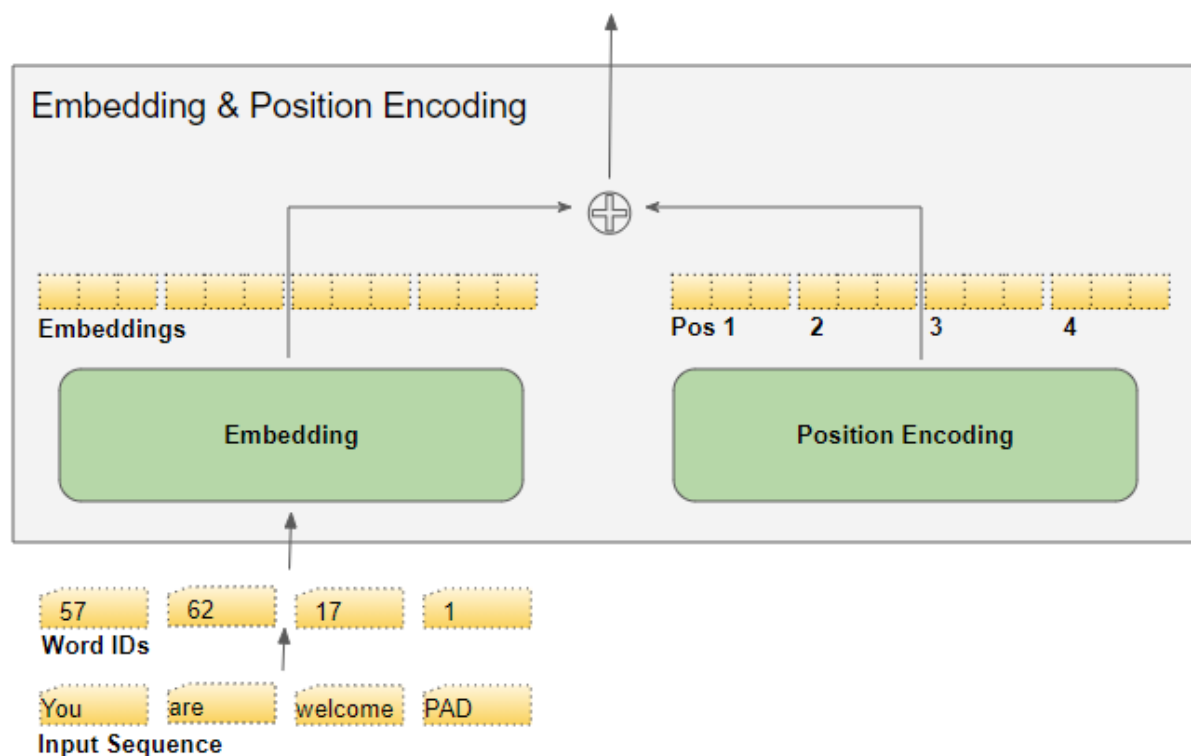 Embedding & Position Encoding
Embeddings
Pos 1 2 3 4
Embedding
Position Encoding
57 62 17 1
Word IDs
You are welcome PAD
Input Sequence